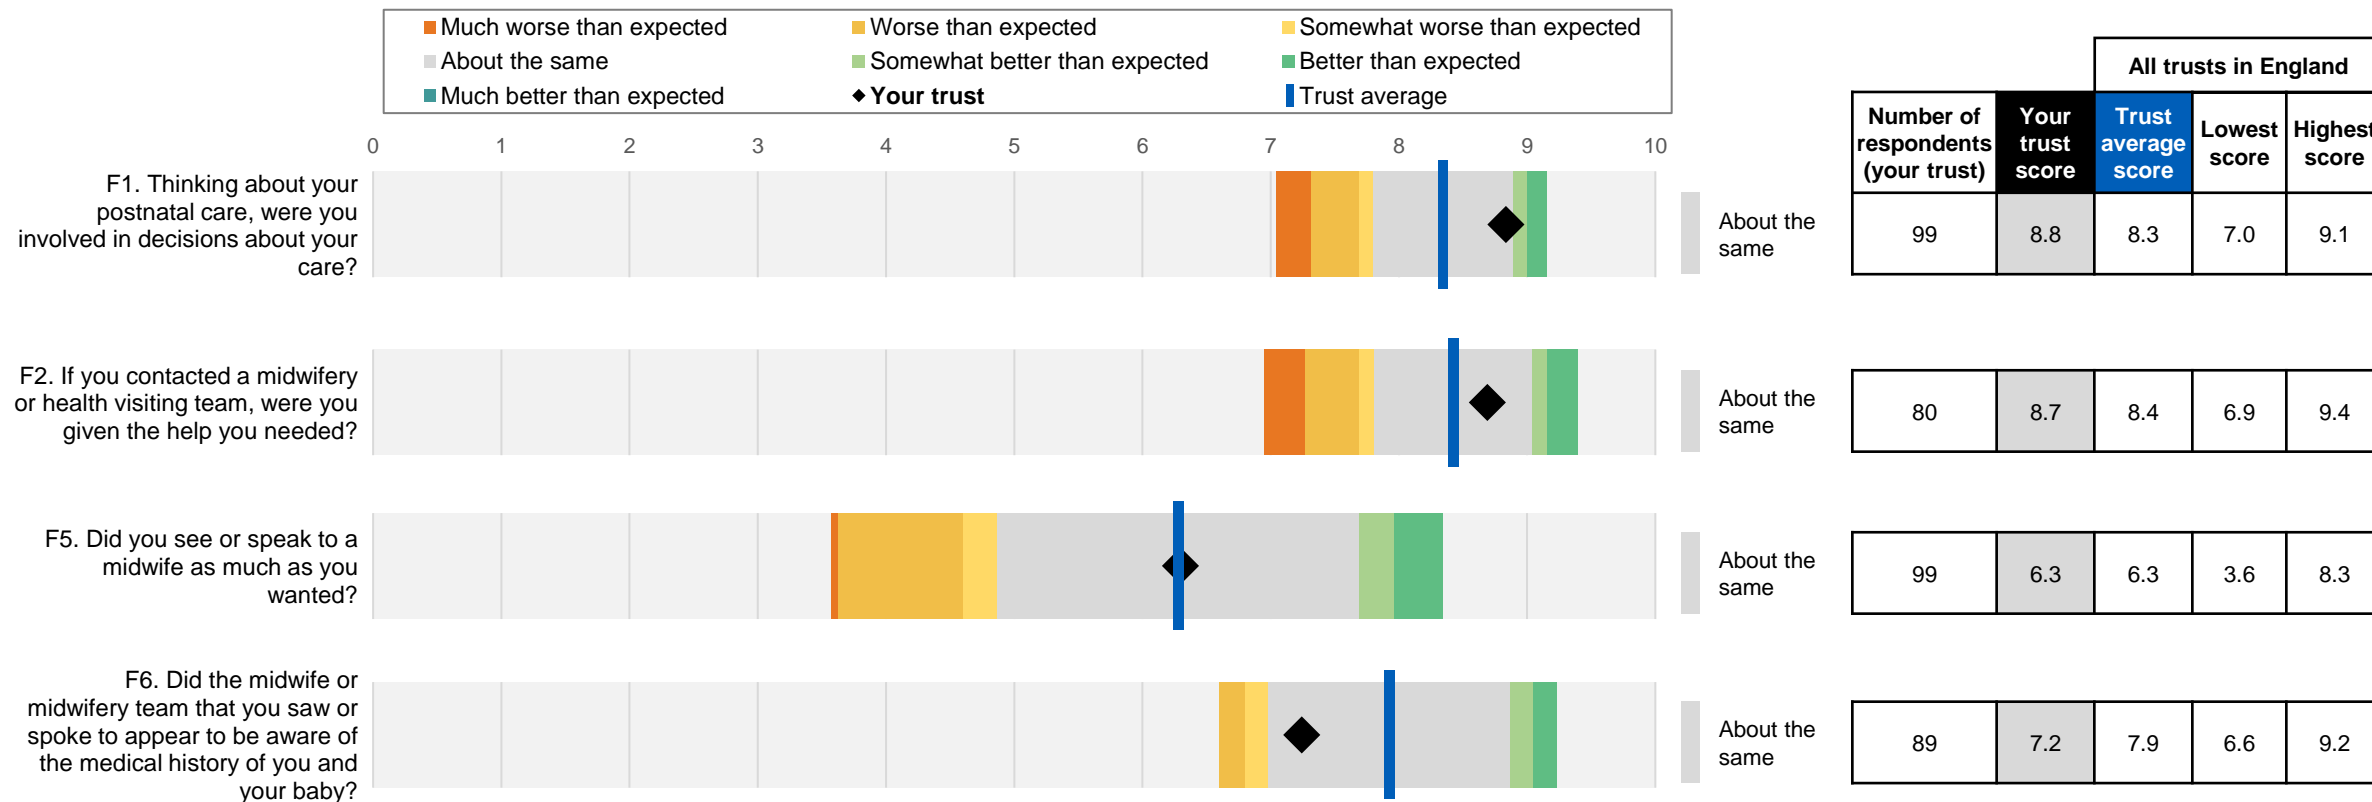 Much worse than expected
Worse than expected
Somewhat worse than expected
About the same
Somewhat better than expected
Better than expected
Much better than expected
Your trust
Trust average
All trusts in England
Number of
respondents
(your trust)
Your
trust
score
Trust
average
score
Lowest
score
Highest
score
0 1 2 3 4 5 6 7 8 9 10
F1. Thinking about your
postnatal care, were you
involved in decisions about your
care?
About the
same
99 8.8 8.3 7.0 9.1
F2. If you contacted a midwifery
or health visiting team, were you
given the help you needed?
About the
same
80 8.7 8.4 6.9 9.4
F5. Did you see or speak to a
midwife as much as you
wanted?
About the
same
99 6.3 6.3 3.6 8.3
F6. Did the midwife or
midwifery team that you saw or
spoke to appear to be aware of
the medical history of you and
your baby?
About the
same
89 7.2 7.9 6.6 9.2